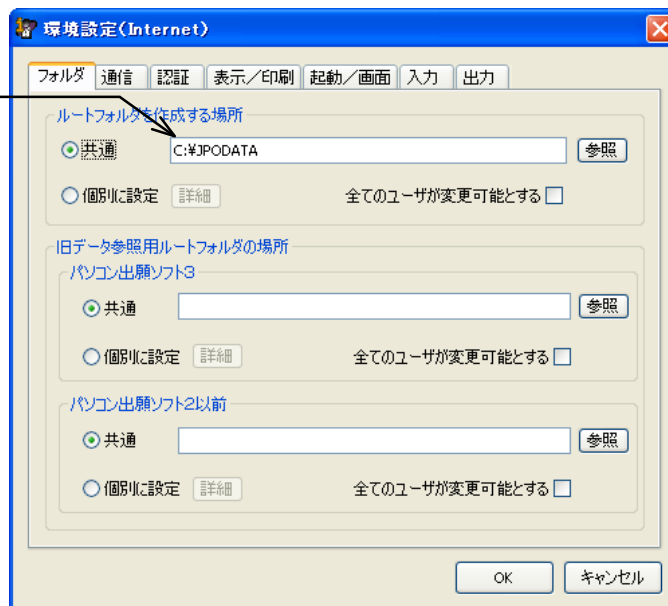 環境設定(Internet)
フォルダ 通信 認証 表示/印刷 起動/画面 入力 出力
ルートフォルダを作成する場所
共通 C:¥JPODATA 参照
個別に設定 詳細 全てのユーザが変更可能とする
旧データ参照用ルートフォルダの場所
パソコン出願ソフト3
共通 参照
個別に設定 詳細 全てのユーザが変更可能とする
パソコン出願ソフト2以前
共通 参照
個別に設定 詳細 全てのユーザが変更可能とする
OK キャンセル